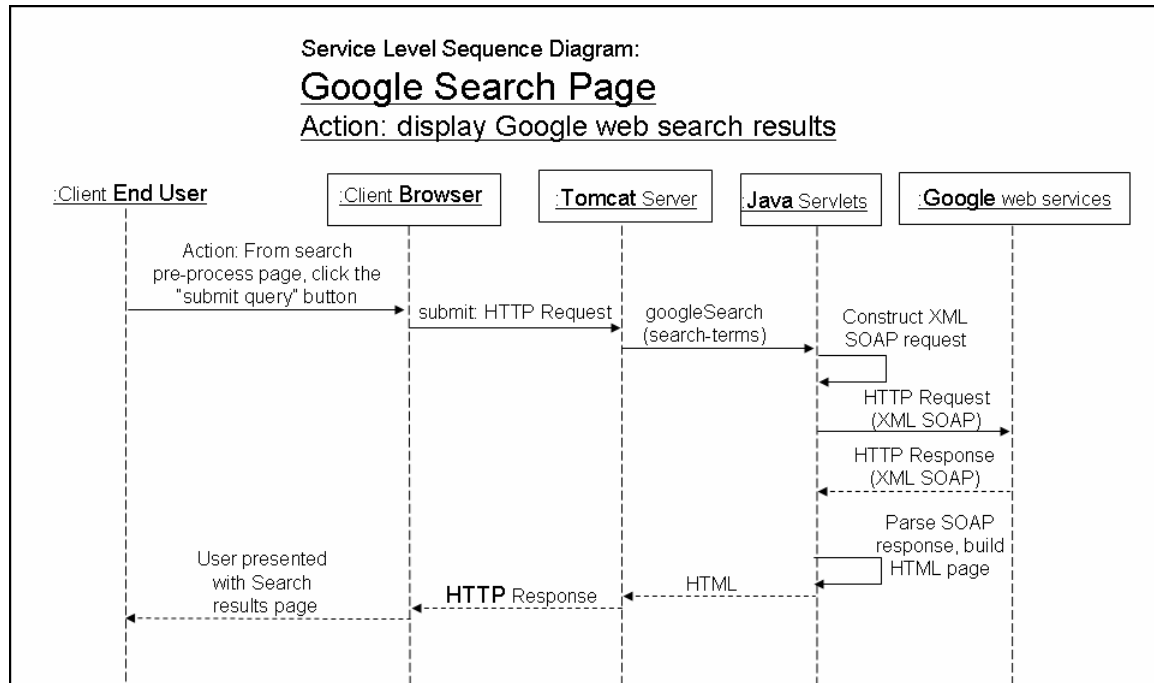 Service Level Sequence Diagram:
Google Search Page
Action: display Google web search results
:Client End User
:Client Browser
:Tomcat Server
:Java Servlets
:Google web services
Action: From search
pre-process page, click the
"submit query" button
submit: HTTP Request
googleSearch
(search-terms)
Construct XML
SOAP request
HTTP Request
(XML SOAP)
HTTP Response
(XML SOAP)
Parse SOAP
response, build
HTML page
HTML
HTTP Response
User presented
with Search
results page